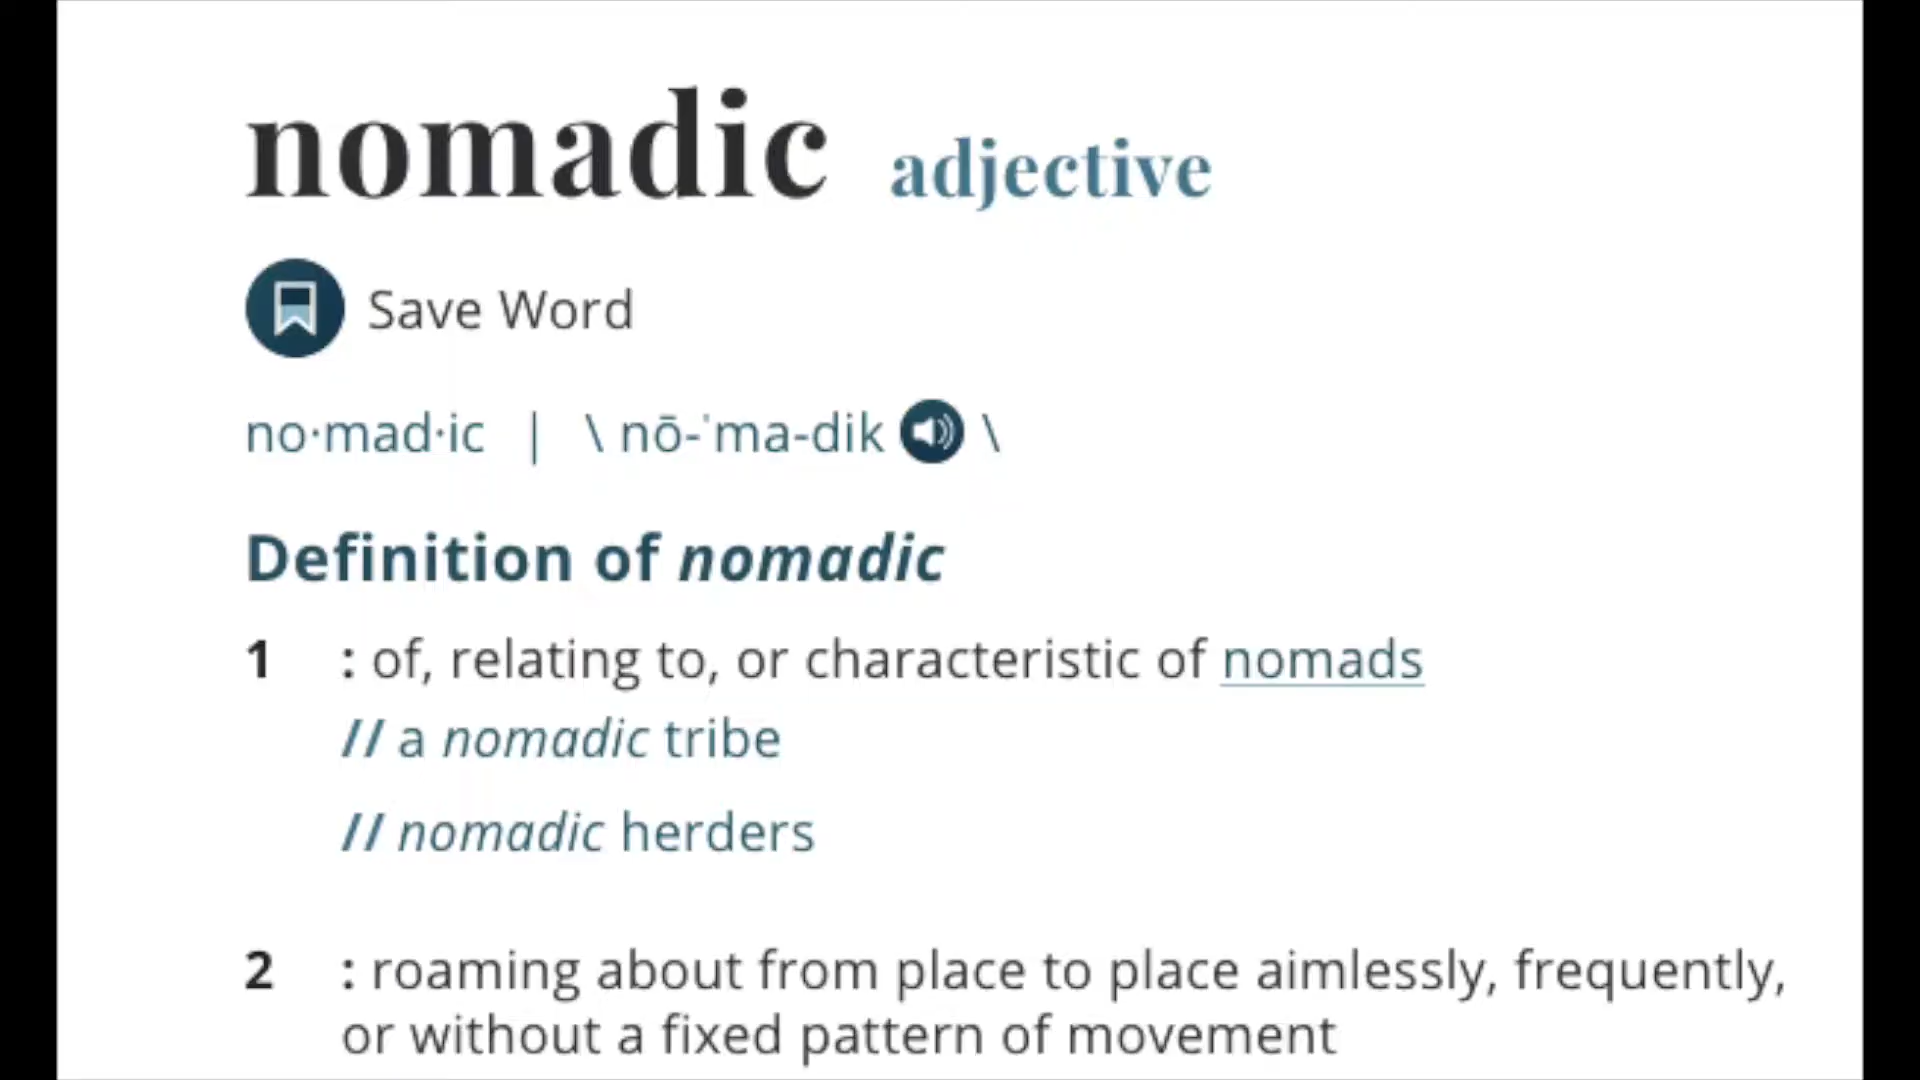 nomadic adjective
Save Word
no·mad·ic | \ nō-ˈma-dik \
Definition of nomadic
1 : of, relating to, or characteristic of nomads
// a nomadic tribe
// nomadic herders
2 : roaming about from place to place aimlessly, frequently,
or without a fixed pattern of movement